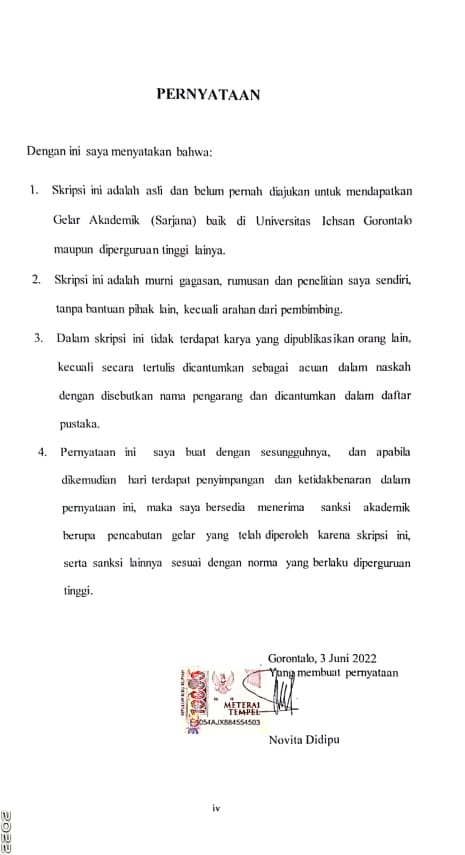 PERNYATAAN
Dengan ini saya menyatakan bahwa:
1. Skripsi ini adalah asli dan belum pernah diajukan untuk mendapatkan
Gelar Akademik (Sarjana) baik di Universitas Ichsan Gorontalo
maupun diperguruan tinggi lainya.
2. Skripsi ini adalah murni gagasan, rumusan dan penelitian saya sendiri,
tanpa bantuan pihak lain, kecuali arahan dari pembimbing.
3. Dalam skripsi ini tidak terdapat karya yang dipublikasikan orang lain,
kecuali secara tertulis dicantumkan sebagai acuan dalam naskah
dengan disebutkan nama pengarang dan dicantumkan dalam daftar
pustaka.
4. Pernyataan ini saya buat dengan sesungguhnya, dan apabila
dikemudian hari terdapat penyimpangan dan ketidakbenaran dalam
pernyataan ini, maka saya bersedia menerima sanksi akademik
berupa pencabutan gelar yang telah diperoleh karena skripsi ini,
serta sanksi lainnya sesuai dengan norma yang berlaku diperguruan
tinggi.
Gorontalo, 3 Juni 2022
Yang membuat pernyataan
10000
METERAI
TEMPEL
054AJX884554503
Novita Didipu
iv
2022